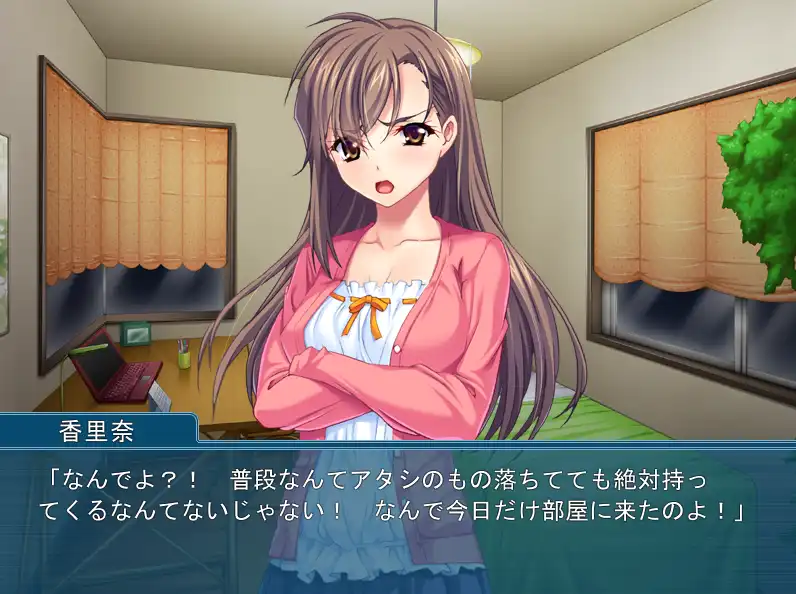 香里奈
「なんでよ？！　普段なんてアタシのもの落ちてても絶対持っ
てくるなんてないじゃない！　なんで今日だけ部屋に来たのよ！」